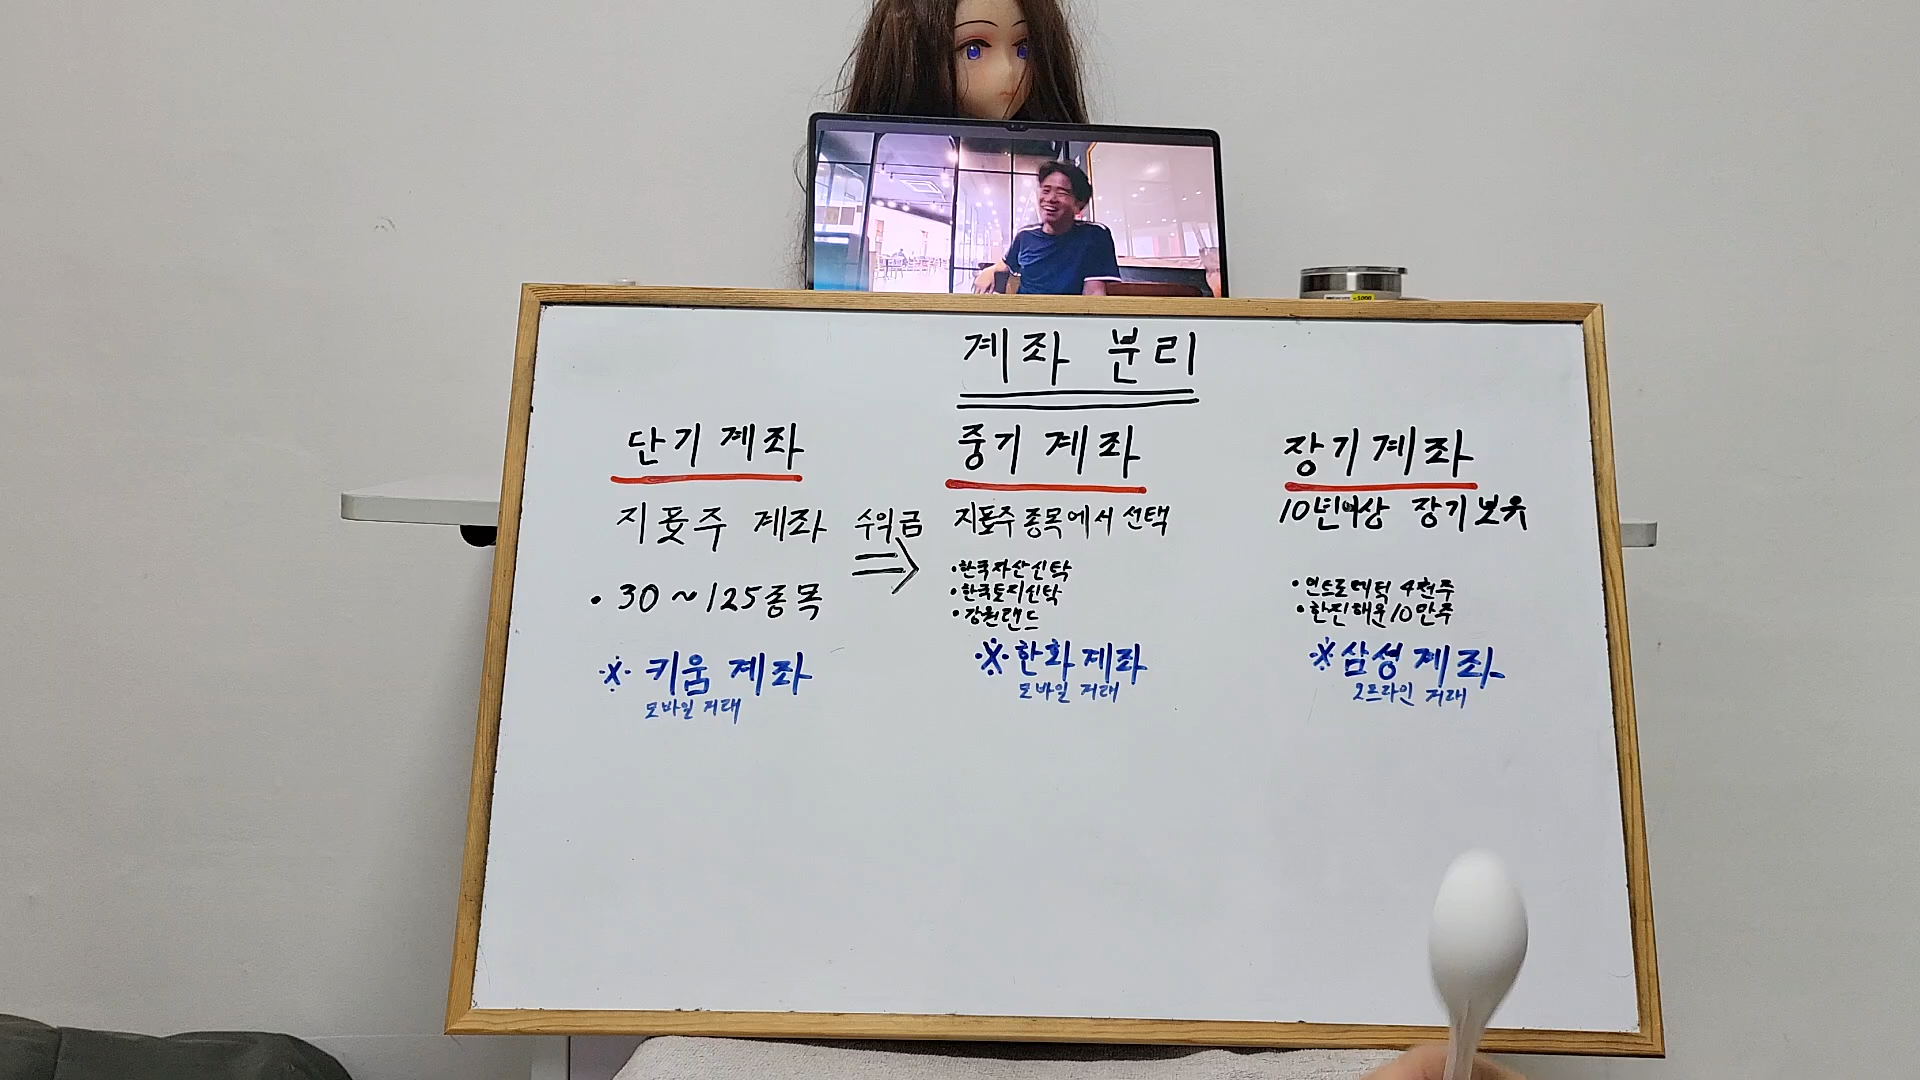 계좌 분리
단기 계좌
지표주 계좌
• 30 ~ 125종목
※ 키움 계좌
모바일 거래
수익금
⇒
중기 계좌
지표주 종목에서 선택
• 한국자산신탁
• 한국토지신탁
• 강원랜드
※ 한화 계좌
모바일 거래
장기 계좌
10년이상 장기 보유
• 인스로메틱 4천주
• 한진해운 10만주
※ 삼성 계좌
오프라인 거래